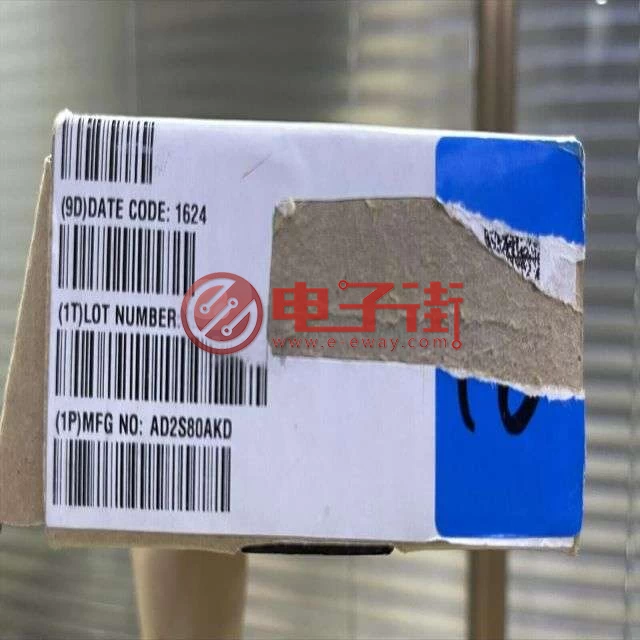 (9D)DATE CODE: 1624
(1T)LOT NUMBER:
电子街
www.e-eway.com
(1P)MFG NO: AD2S80AKD